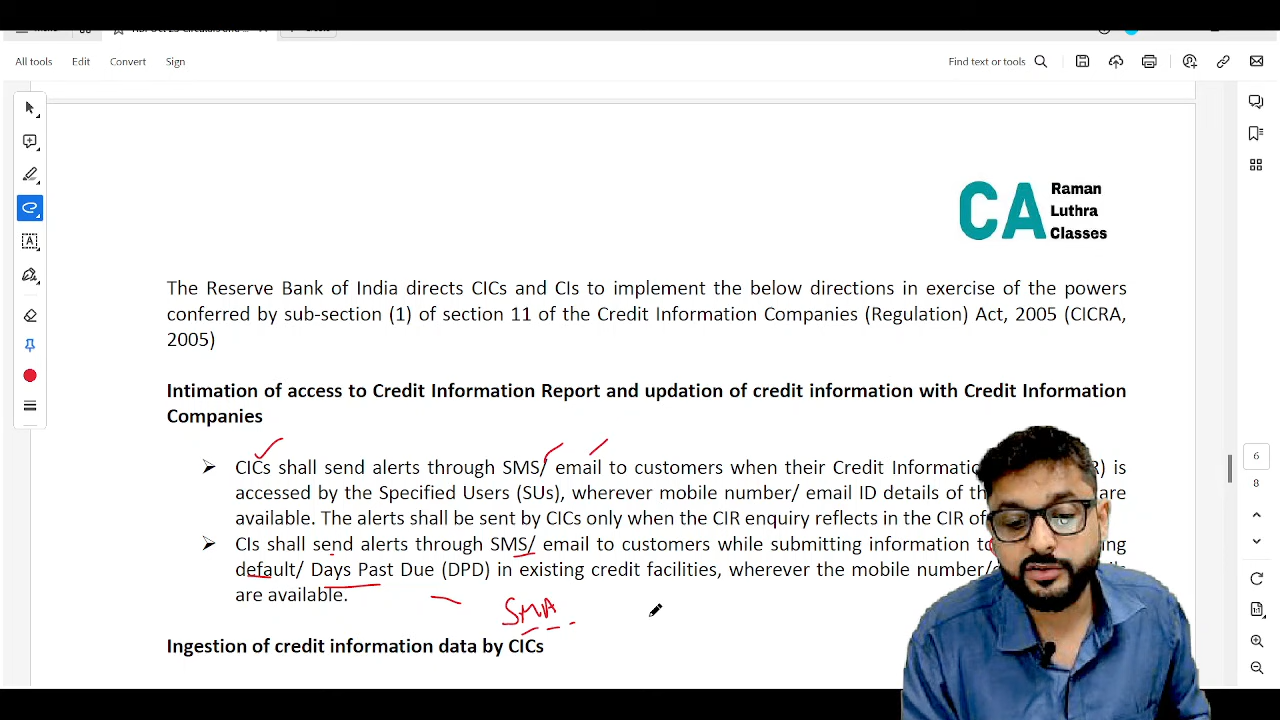 All tools Edit Convert Sign
Find text or tools
CA Raman
Luthra
Classes
The Reserve Bank of India directs CICs and CIs to implement the below directions in exercise of the powers
conferred by sub-section (1) of section 11 of the Credit Information Companies (Regulation) Act, 2005 (CICRA,
2005)
Intimation of access to Credit Information Report and updation of credit information with Credit Information
Companies
CICs shall send alerts through SMS/ email to customers when their Credit R) is
accessed by the Specified Users (SUs), wherever mobile number/ email ID details of are
available. The alerts shall be sent by CICs only when the CIR enquiry reflects in the CIR
CIs shall send alerts through SMS/ email to customers while submitting information
default/ Days Past Due (DPD) in existing credit facilities, wherever the mobile
are available.
SMA
Ingestion of credit information data by CICs
6
8